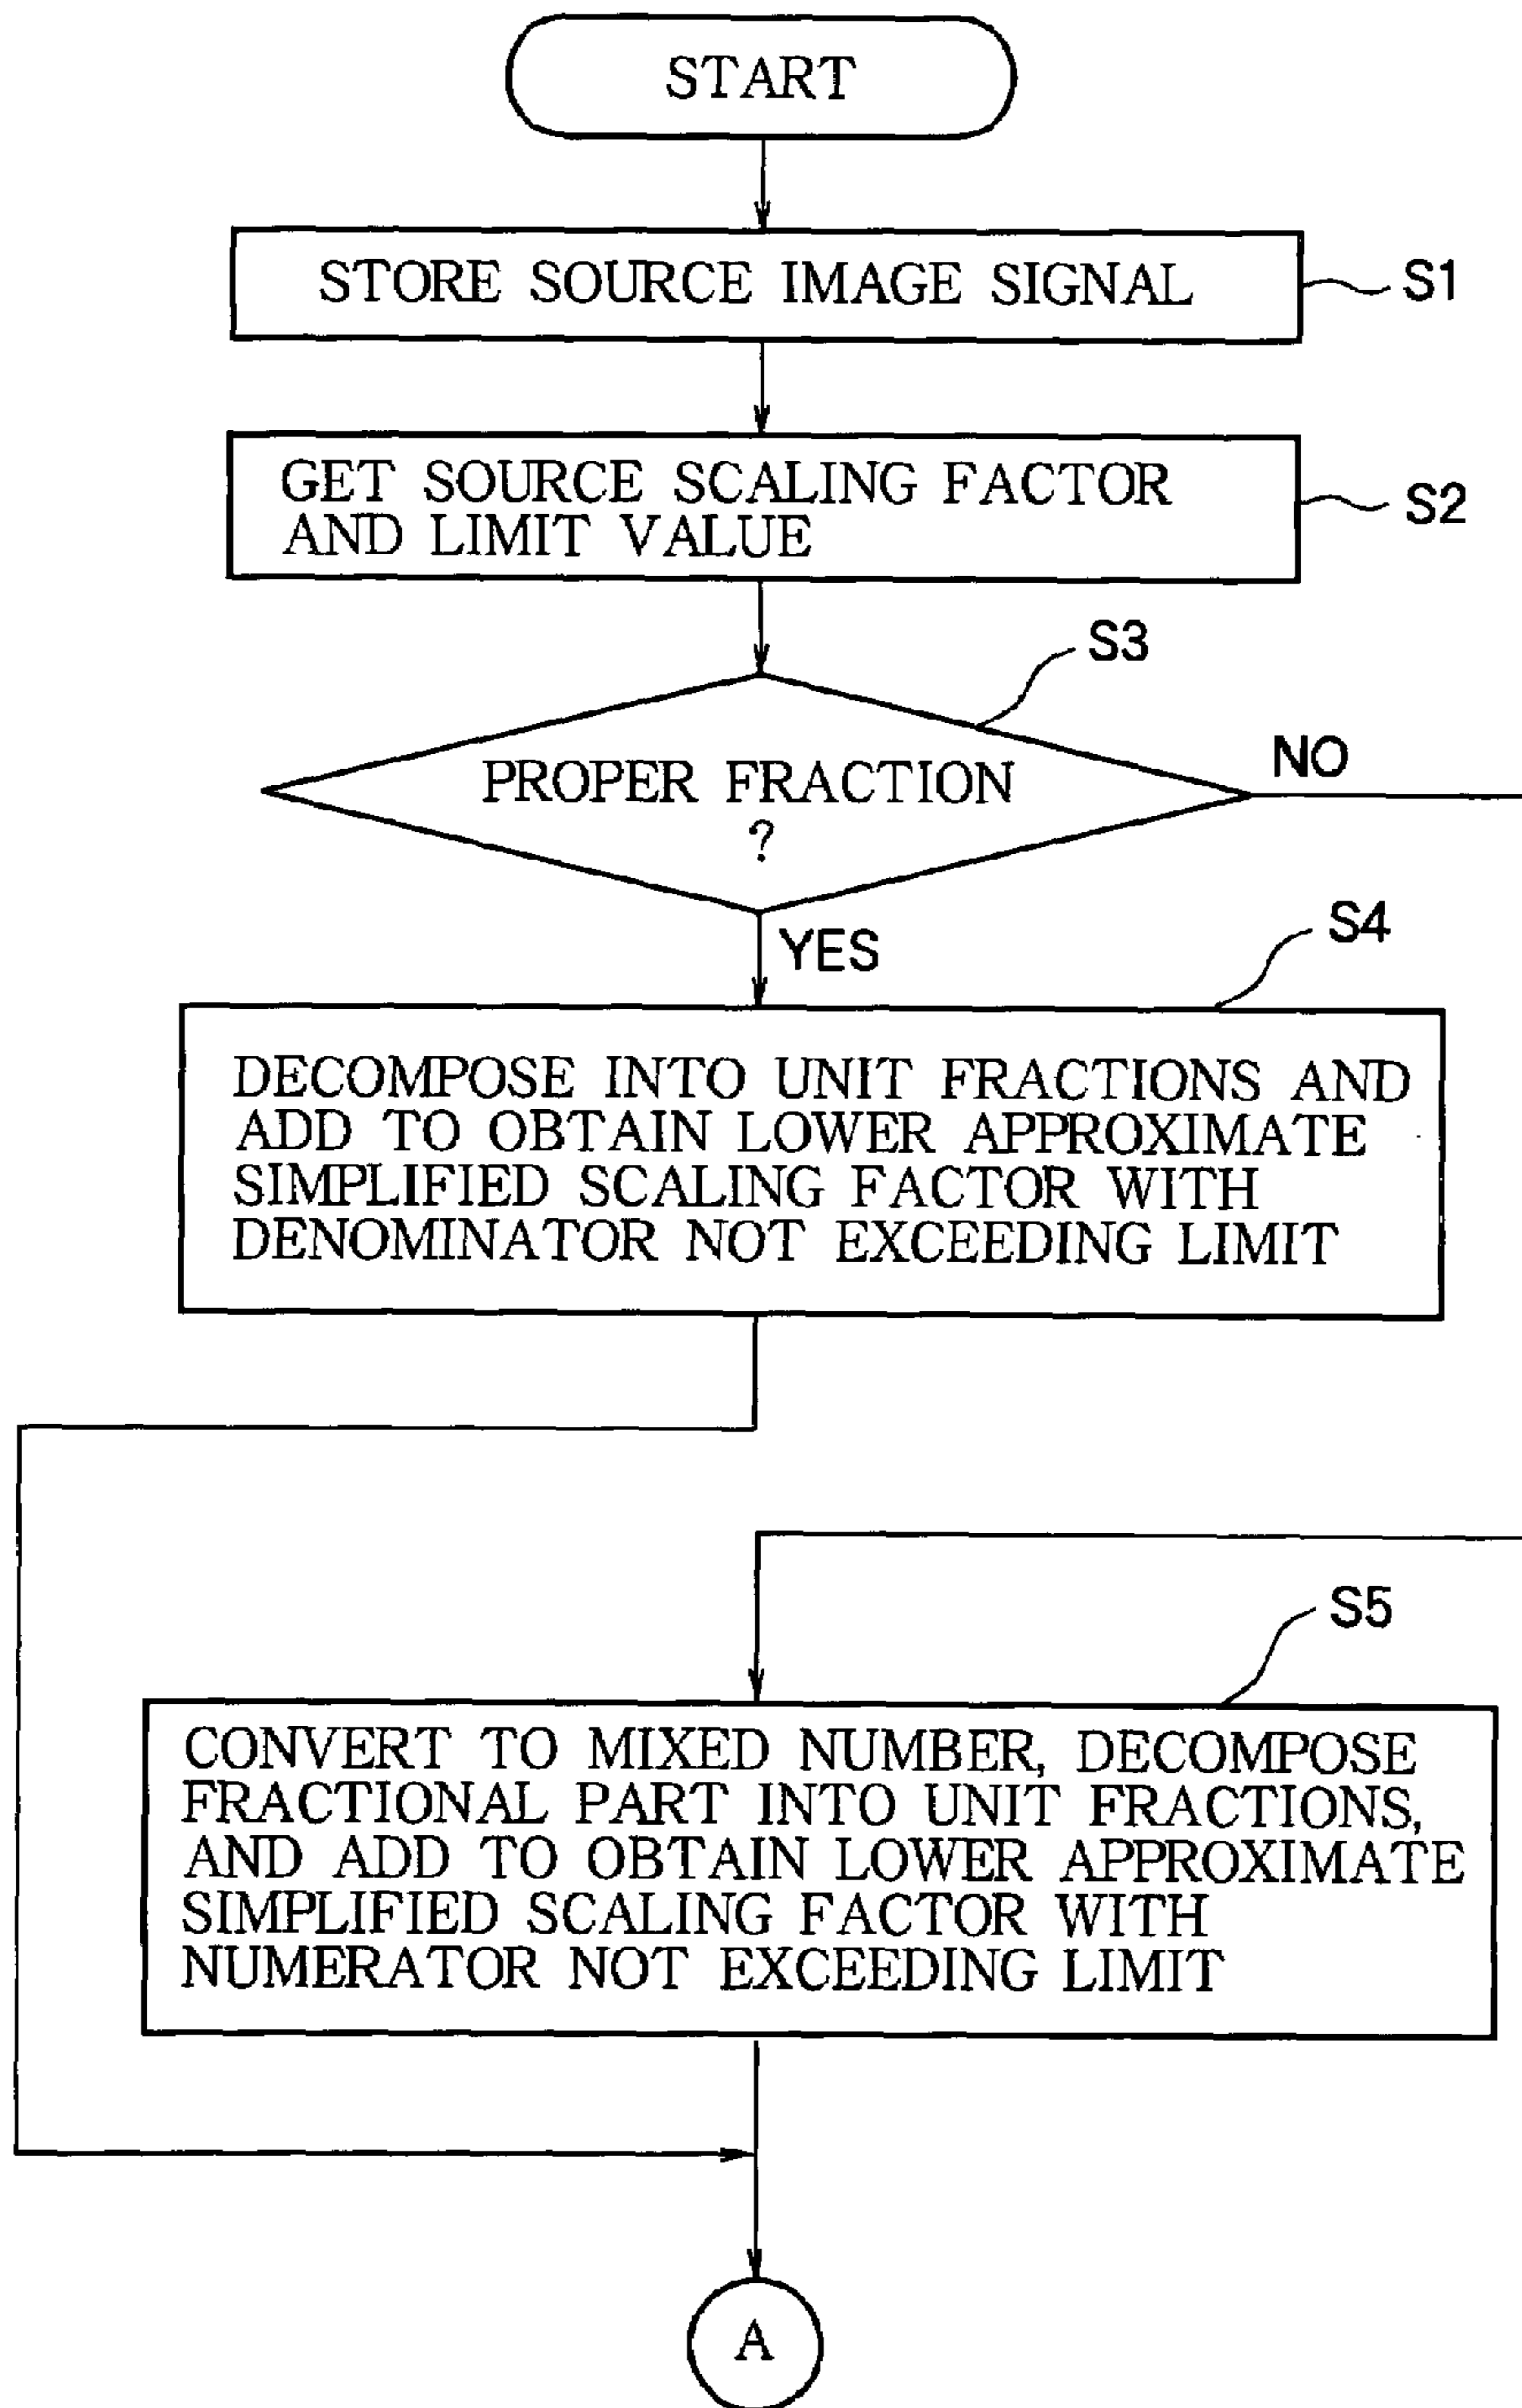 START
STORE SOURCE IMAGE SIGNAL
S1
GET SOURCE SCALING FACTOR
AND LIMIT VALUE
S2
S3
PROPER FRACTION
?
NO
YES
S4
DECOMPOSE INTO UNIT FRACTIONS AND
ADD TO OBTAIN LOWER APPROXIMATE
SIMPLIFIED SCALING FACTOR WITH
DENOMINATOR NOT EXCEEDING LIMIT
S5
CONVERT TO MIXED NUMBER, DECOMPOSE
FRACTIONAL PART INTO UNIT FRACTIONS,
AND ADD TO OBTAIN LOWER APPROXIMATE
SIMPLIFIED SCALING FACTOR WITH
NUMERATOR NOT EXCEEDING LIMIT
A